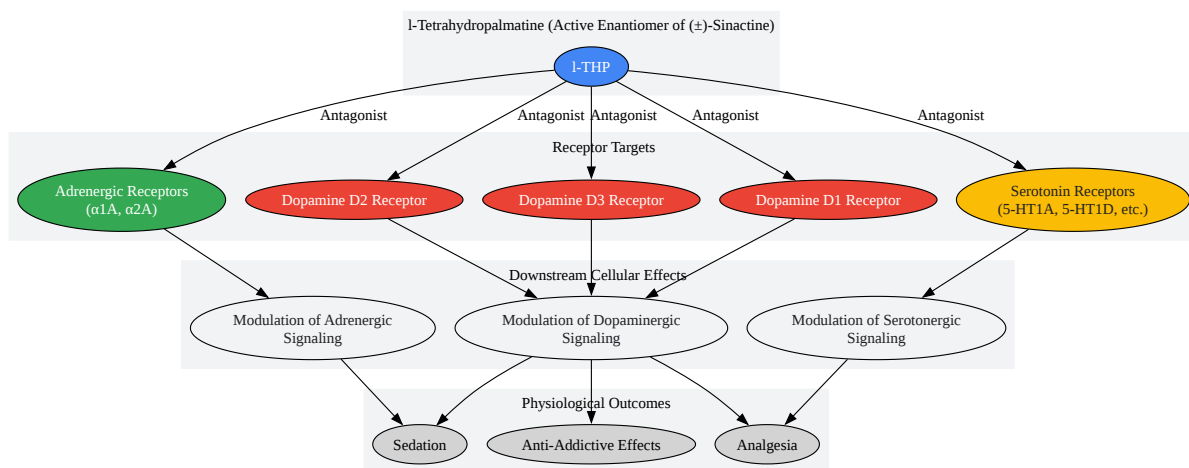 l-Tetrahydropalmatine (Active Enantiomer of (±)-Sinactine)
l-THP
Antagonist
Antagonist
Antagonist
Antagonist
Antagonist
Receptor Targets
Adrenergic Receptors
(α1A, α2A)
Dopamine D2 Receptor
Dopamine D3 Receptor
Dopamine D1 Receptor
Serotonin Receptors
(5-HT1A, 5-HT1D, etc.)
Downstream Cellular Effects
Modulation of Adrenergic
Signaling
Modulation of Dopaminergic
Signaling
Modulation of Serotonergic
Signaling
Physiological Outcomes
Sedation
Anti-Addictive Effects
Analgesia